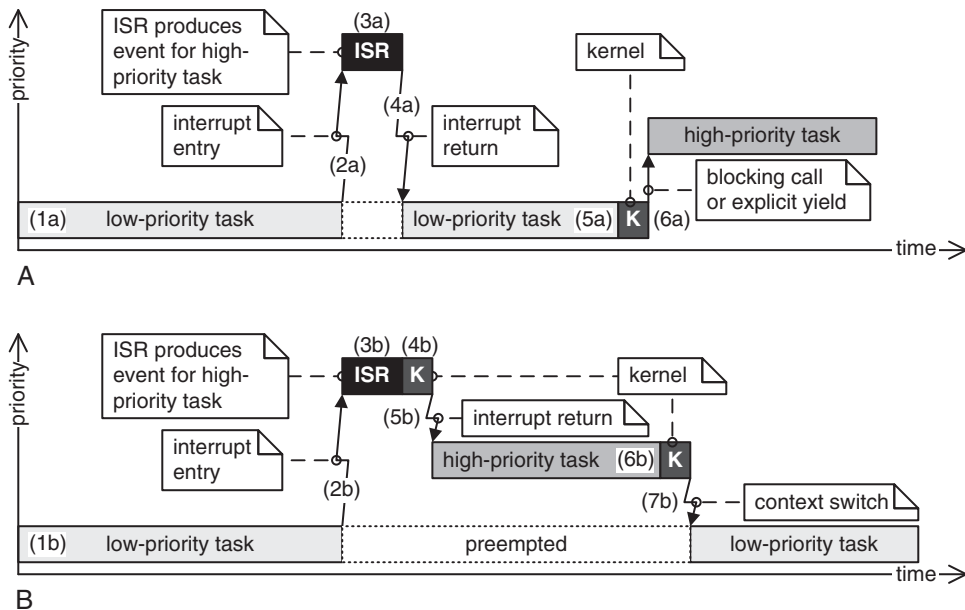 priority
ISR produces
event for high-
priority task
(3a)
ISR
interrupt
entry
(2a)
(4a)
interrupt
return
kernel
high-priority task
blocking call
or explicit yield
(1a) low-priority task
low-priority task (5a) K (6a)
time
A
priority
ISR produces
event for high-
priority task
(3b) (4b)
ISR K
kernel
(5b)
interrupt return
interrupt
entry
(2b)
high-priority task (6b) K
(7b)
context switch
(1b) low-priority task
preempted
low-priority task
time
B